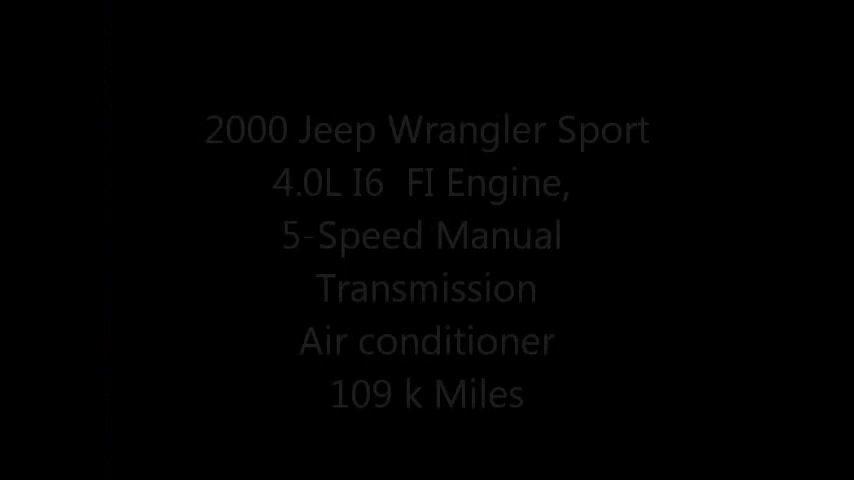 2000 Jeep Wrangler Sport
4.0L I6  FI Engine,
5-Speed Manual
Transmission
Air conditioner
109 k Miles